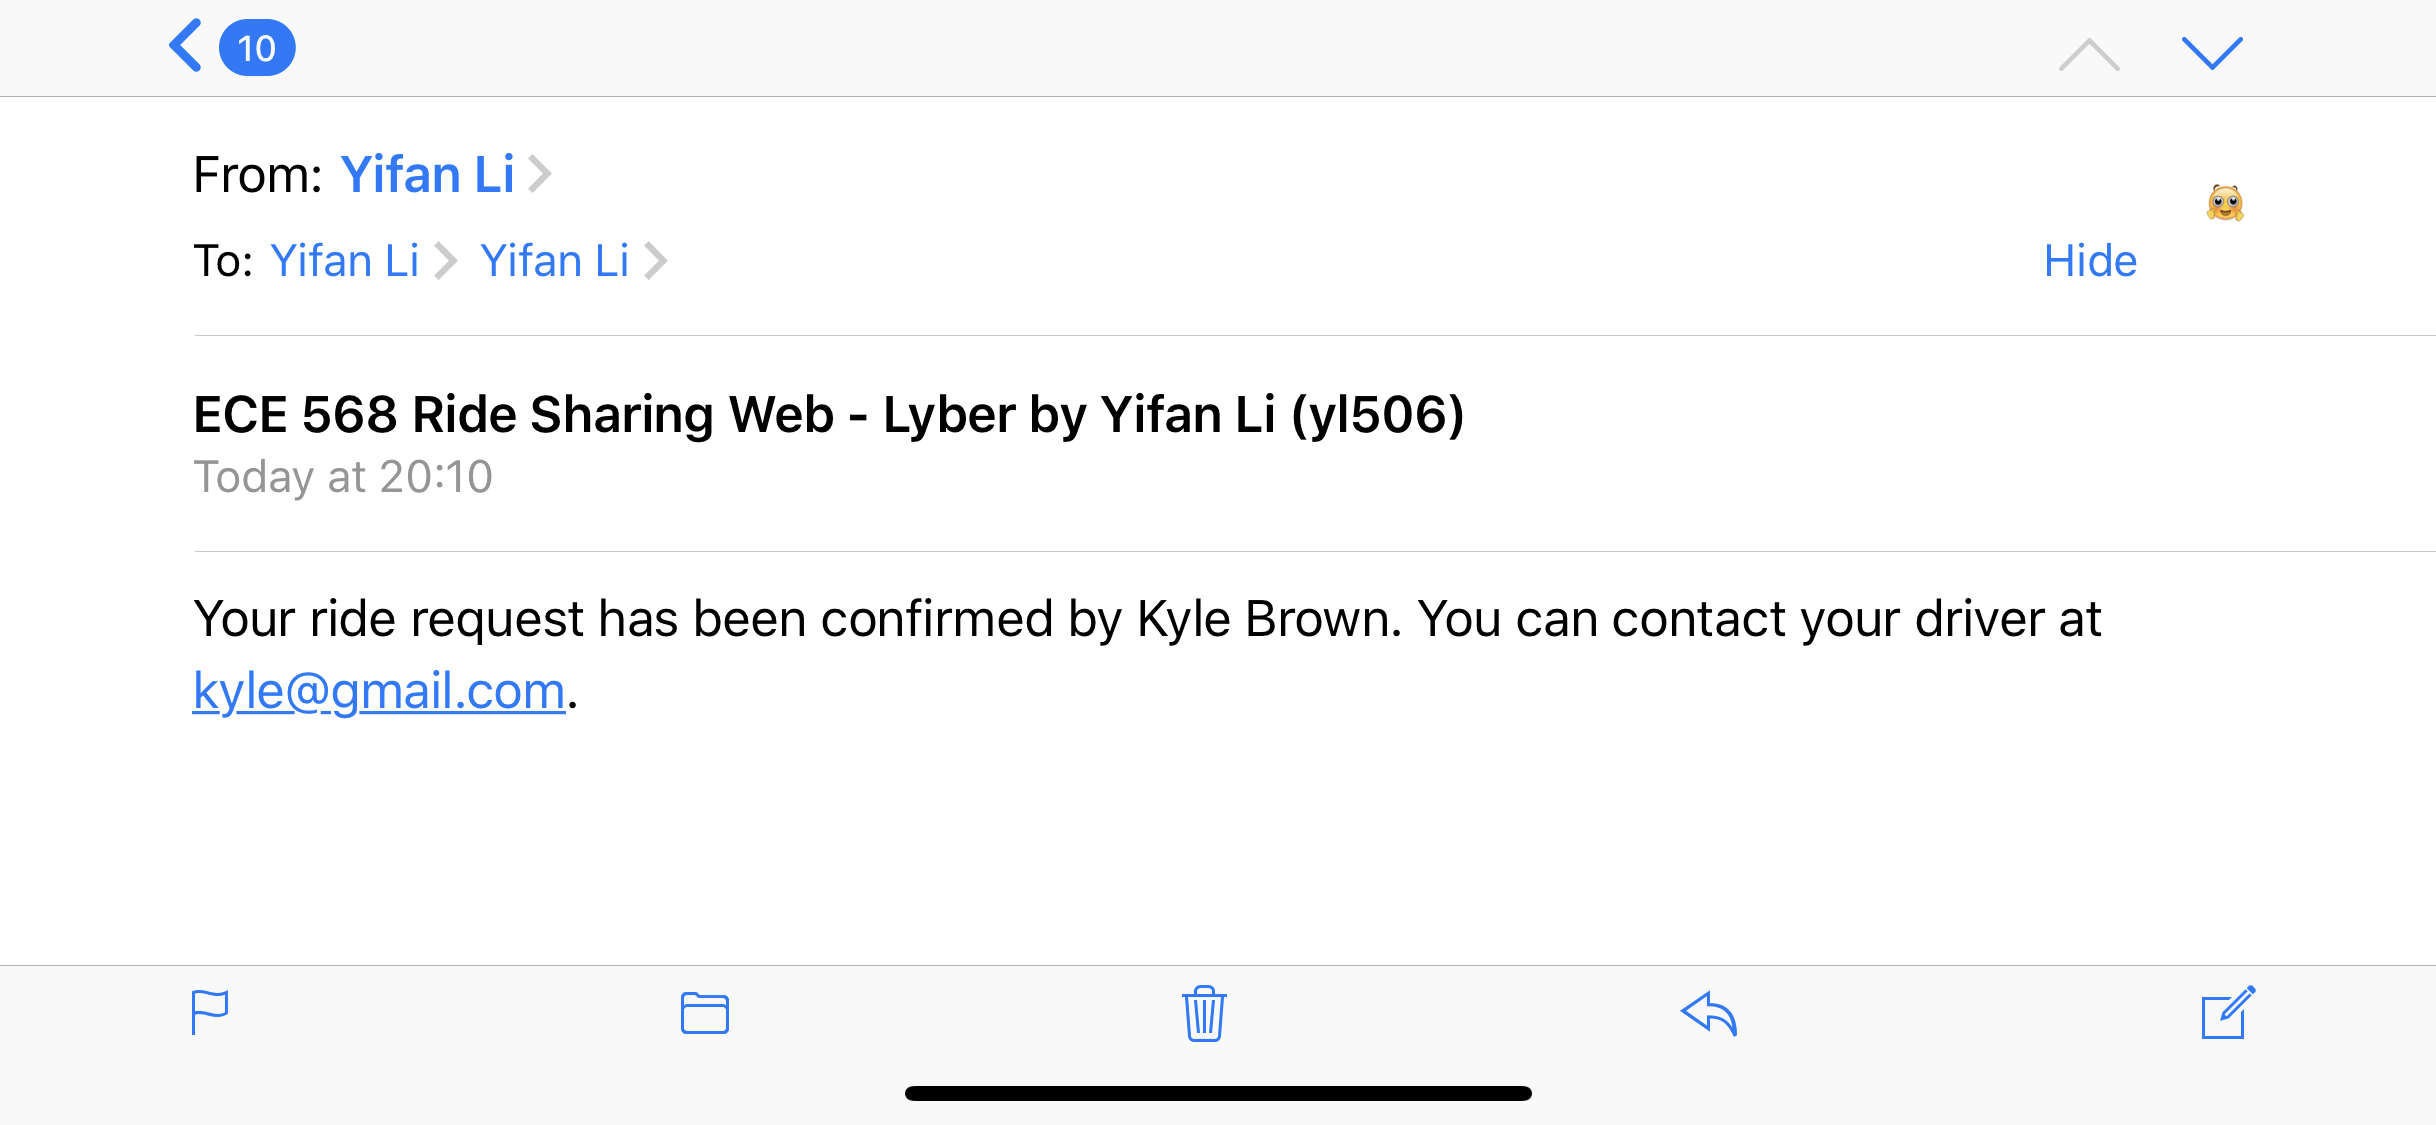 10
From: Yifan Li
To: Yifan Li Yifan Li Hide
ECE 568 Ride Sharing Web - Lyber by Yifan Li (yl506)
Today at 20:10
Your ride request has been confirmed by Kyle Brown. You can contact your driver at
kyle@gmail.com.